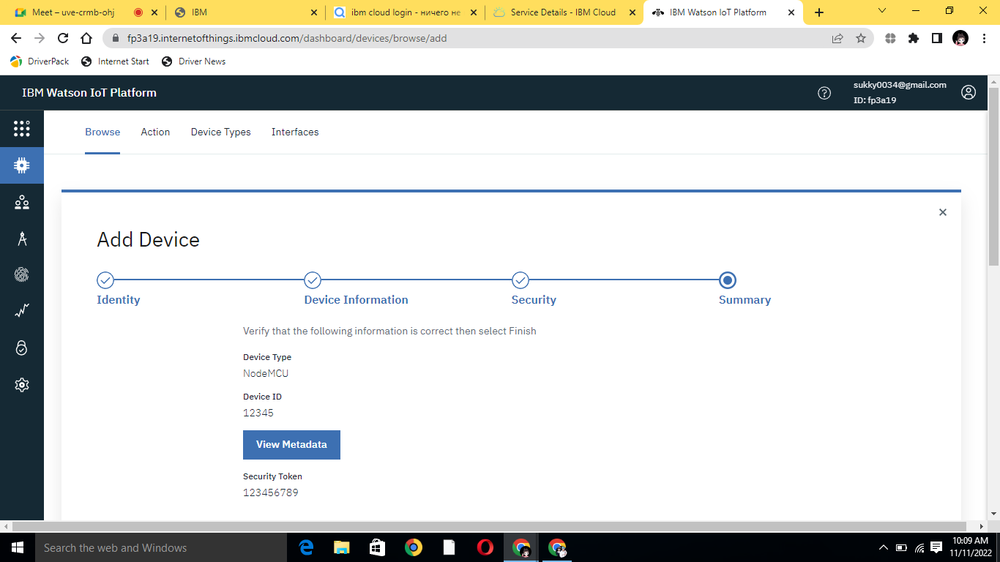 Meet – uve-crmb-ohj
IBM
ibm cloud login - ничего не
Service Details - IBM Cloud
IBM Watson IoT Platform
fp3a19.internetofthings.ibmcloud.com/dashboard/devices/browse/add
DriverPack
Internet Start
Driver News
IBM Watson IoT Platform
sukky0034@gmail.com
ID: fp3a19
Browse
Action
Device Types
Interfaces
Add Device
Identity
Device Information
Security
Summary
Verify that the following information is correct then select Finish
Device Type
NodeMCU
Device ID
12345
View Metadata
Security Token
123456789
Search the web and Windows
10:09 AM
11/11/2022